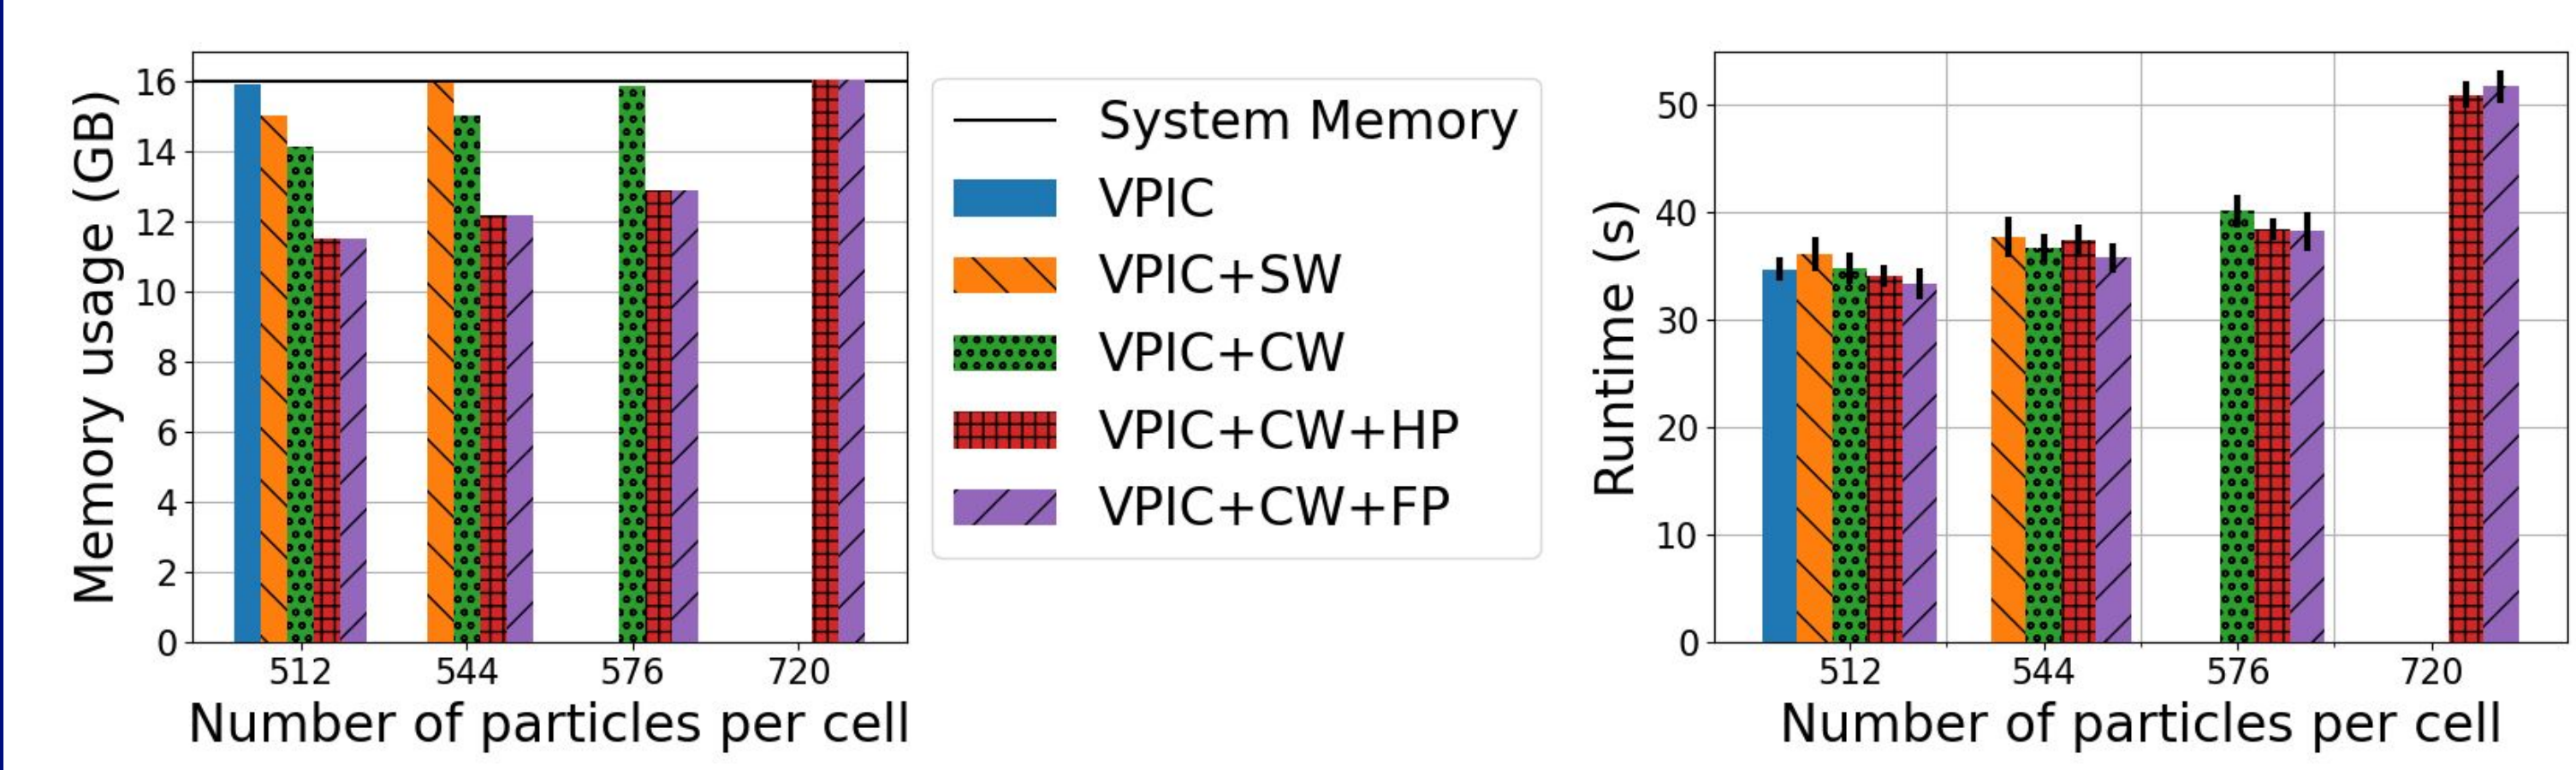 Memory usage (GB)
16
14
12
10
8
6
4
2
0
512 544 576 720
Number of particles per cell
System Memory
VPIC
VPIC+SW
VPIC+CW
VPIC+CW+HP
VPIC+CW+FP
Runtime (s)
50
40
30
20
10
0
512 544 576 720
Number of particles per cell